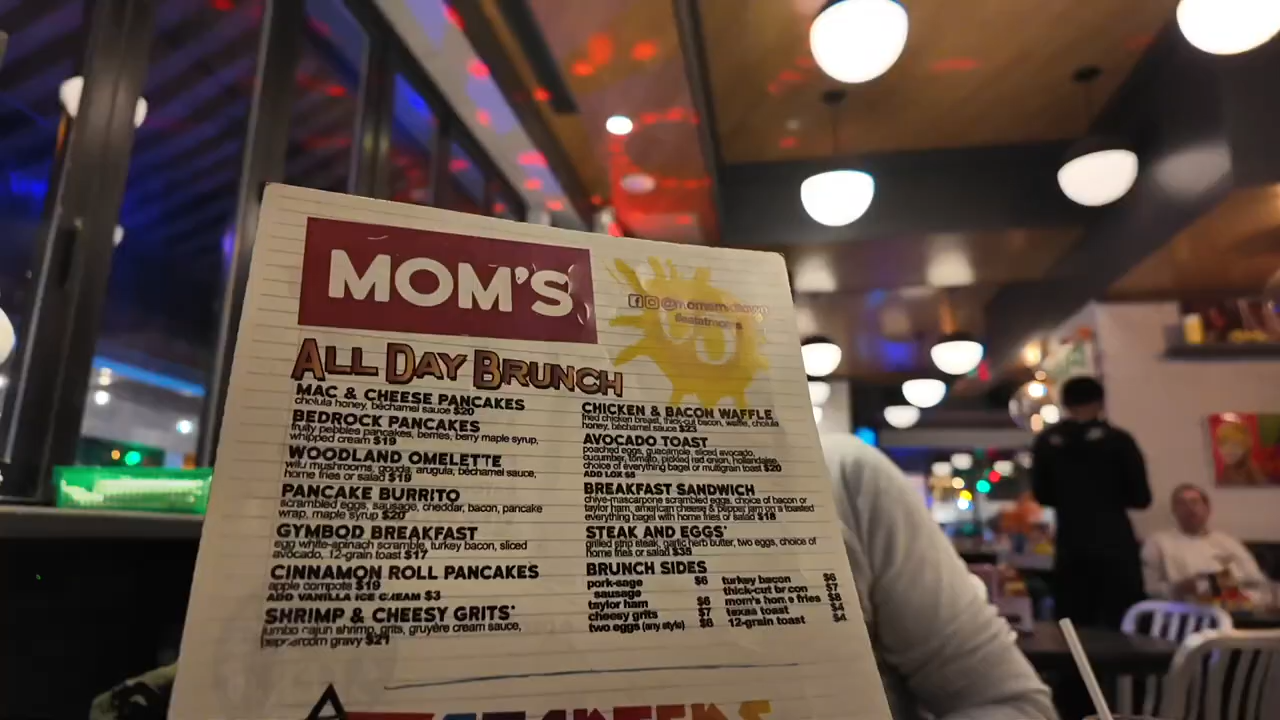 MOM'S
@momsmidtown
#eatatmoms
ALL DAY BRUNCH
MAC & CHEESE PANCAKES
cholula honey, béchamel sauce $20
BEDROCK PANCAKES
fruity pebbles pancakes, berries, berry maple syrup,
whipped cream $19
WOODLAND OMELETTE
wild mushrooms, gouda, arugula, béchamel sauce,
home fries or salad $19
PANCAKE BURRITO
scrambled eggs, sausage, cheddar, bacon, pancake
wrap, maple syrup $20
GYMBOD BREAKFAST
egg white-spinach scramble, turkey bacon, sliced
avocado, 12-grain toast $17
CINNAMON ROLL PANCAKES
apple compote $19
ADD VANILLA ICE CREAM $3
SHRIMP & CHEESY GRITS*
jumbo cajun shrimp, grits, gruyère cream sauce,
peppercorn gravy $21
CHICKEN & BACON WAFFLE
fried chicken breast, thick-cut bacon, waffle, cholula
honey, béchamel sauce $23
AVOCADO TOAST
poached eggs, guacamole, sliced avocado,
cucumber, tomato, pickled red onion, hollandaise,
choice of everything bagel or multigrain toast $20
ADD LOX $5
BREAKFAST SANDWICH
chive-mascarpone scrambled eggs, choice of bacon or
taylor ham, american cheese & pepper jam on a toasted
everything bagel with home fries or salad $18
STEAK AND EGGS*
grilled strip steak, garlic herb butter, two eggs, choice of
home fries or salad $35
BRUNCH SIDES
pork-sage sausage $6
taylor ham $6
cheesy grits $7
two eggs (any style) $6
turkey bacon $6
thick-cut bacon $7
mom's home fries $8
texas toast $4
12-grain toast $4